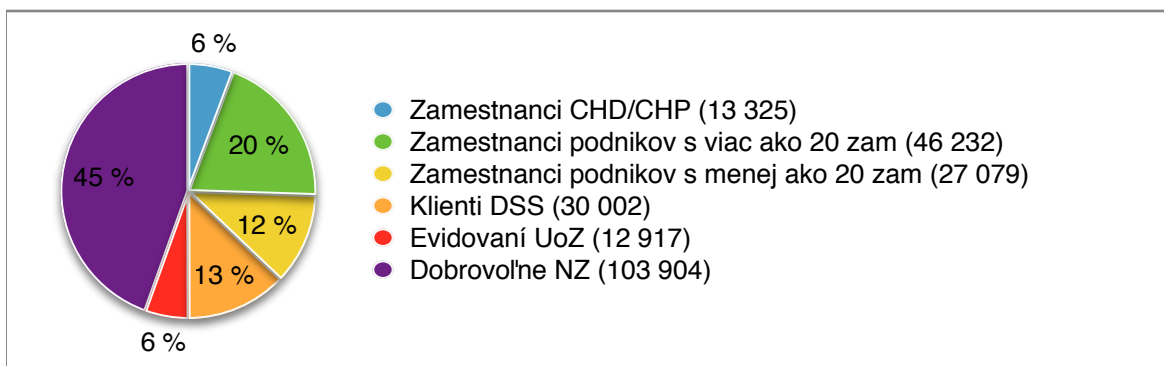 6 %
20 %
45 %
12 %
13 %
6 %
Zamestnanci CHD/CHP (13 325)
Zamestnanci podnikov s viac ako 20 zam (46 232)
Zamestnanci podnikov s menej ako 20 zam (27 079)
Klienti DSS (30 002)
Evidovaní UoZ (12 917)
Dobrovoľne NZ (103 904)